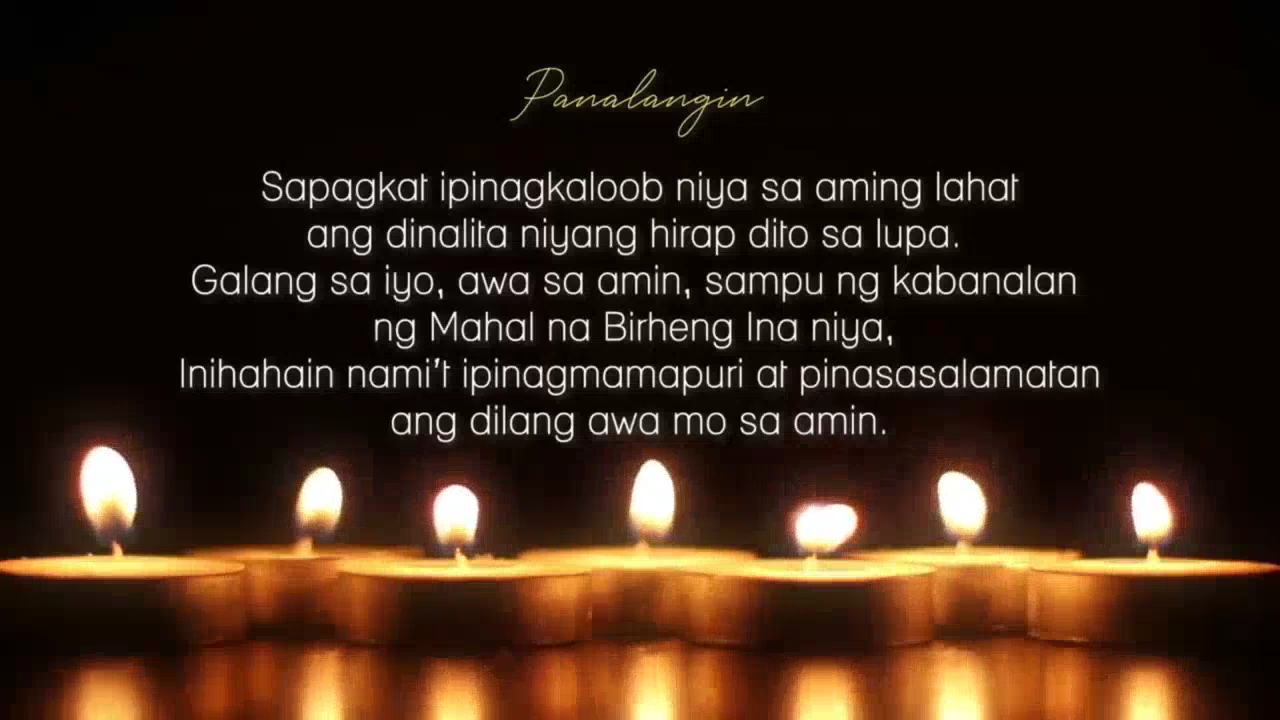 Panalangin
Sapagkat ipinagkaloob niya sa aming lahat
ang dinalita niyang hirap dito sa lupa.
Galang sa iyo, awa sa amin, sampu ng kabanalan
ng Mahal na Birheng Ina niya,
Inihahain nami't ipinagmamapuri at pinasasalamatan
ang dilang awa mo sa amin.